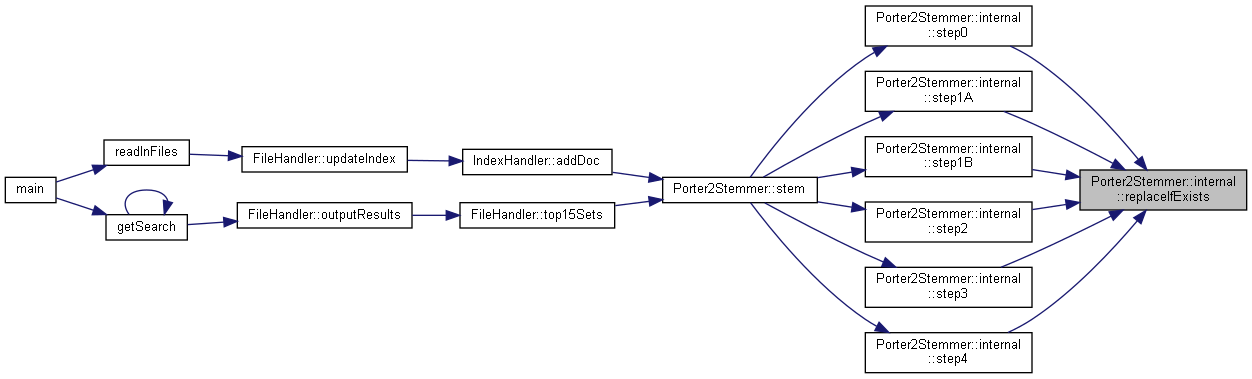 main
readInFiles
getSearch
FileHandler::updateIndex
FileHandler::outputResults
IndexHandler::addDoc
FileHandler::top15Sets
Porter2Stemmer::stem
Porter2Stemmer::internal
::step0
Porter2Stemmer::internal
::step1A
Porter2Stemmer::internal
::step1B
Porter2Stemmer::internal
::step2
Porter2Stemmer::internal
::step3
Porter2Stemmer::internal
::step4
Porter2Stemmer::internal
::replaceIfExists